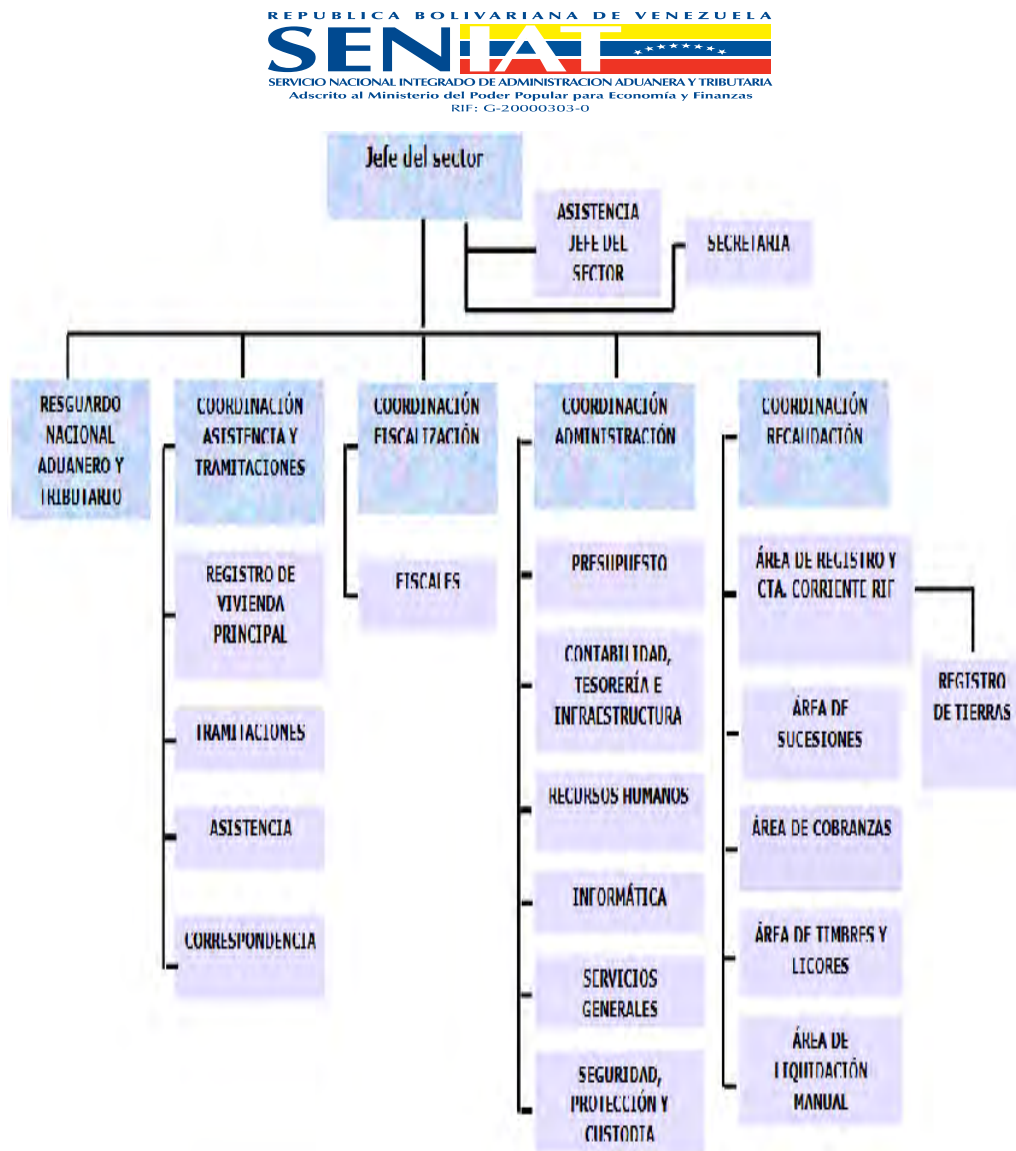 REPUBLICA BOLIVARIANA DE VENEZUELA
SENIAT
SERVICIO NACIONAL INTEGRADO DE ADMINISTRACION ADUANERA Y TRIBUTARIA
Adscrito al Ministerio del Poder Popular para Economía y Finanzas
RIF: G-20000303-0
Jefe del sector
ASISTENCIA
JEFE DEL
SECTOR
SECRETARIA
RESGUARDO
NACIONAL
ADUANERO Y
TRIBUTARIO
COORDINACIÓN
ASISTENCIA Y
TRAMITACIONES
REGISTRO DE
VIVIENDA
PRINCIPAL
TRAMITACIONES
ASISTENCIA
CORRESPONDENCIA
COORDINACIÓN
FISCALIZACIÓN
FISCALES
COORDINACIÓN
ADMINISTRACIÓN
PRESUPUESTO
CONTABILIDAD,
TESORERÍA E
INFRAESTRUCTURA
RECURSOS HUMANOS
INFORMÁTICA
SERVICIOS
GENERALES
SEGURIDAD,
PROTECCIÓN Y
CUSTODIA
COORDINACIÓN
RECAUDACIÓN
ÁREA DE REGISTRO Y
CTA. CORRIENTE RIF
REGISTRO
DE TIERRAS
ÁREA DE
SUCESIONES
ÁREA DE COBRANZAS
ÁREA DE TIMBRES Y
LICORES
ÁREA DE
LIQUIDACIÓN
MANUAL